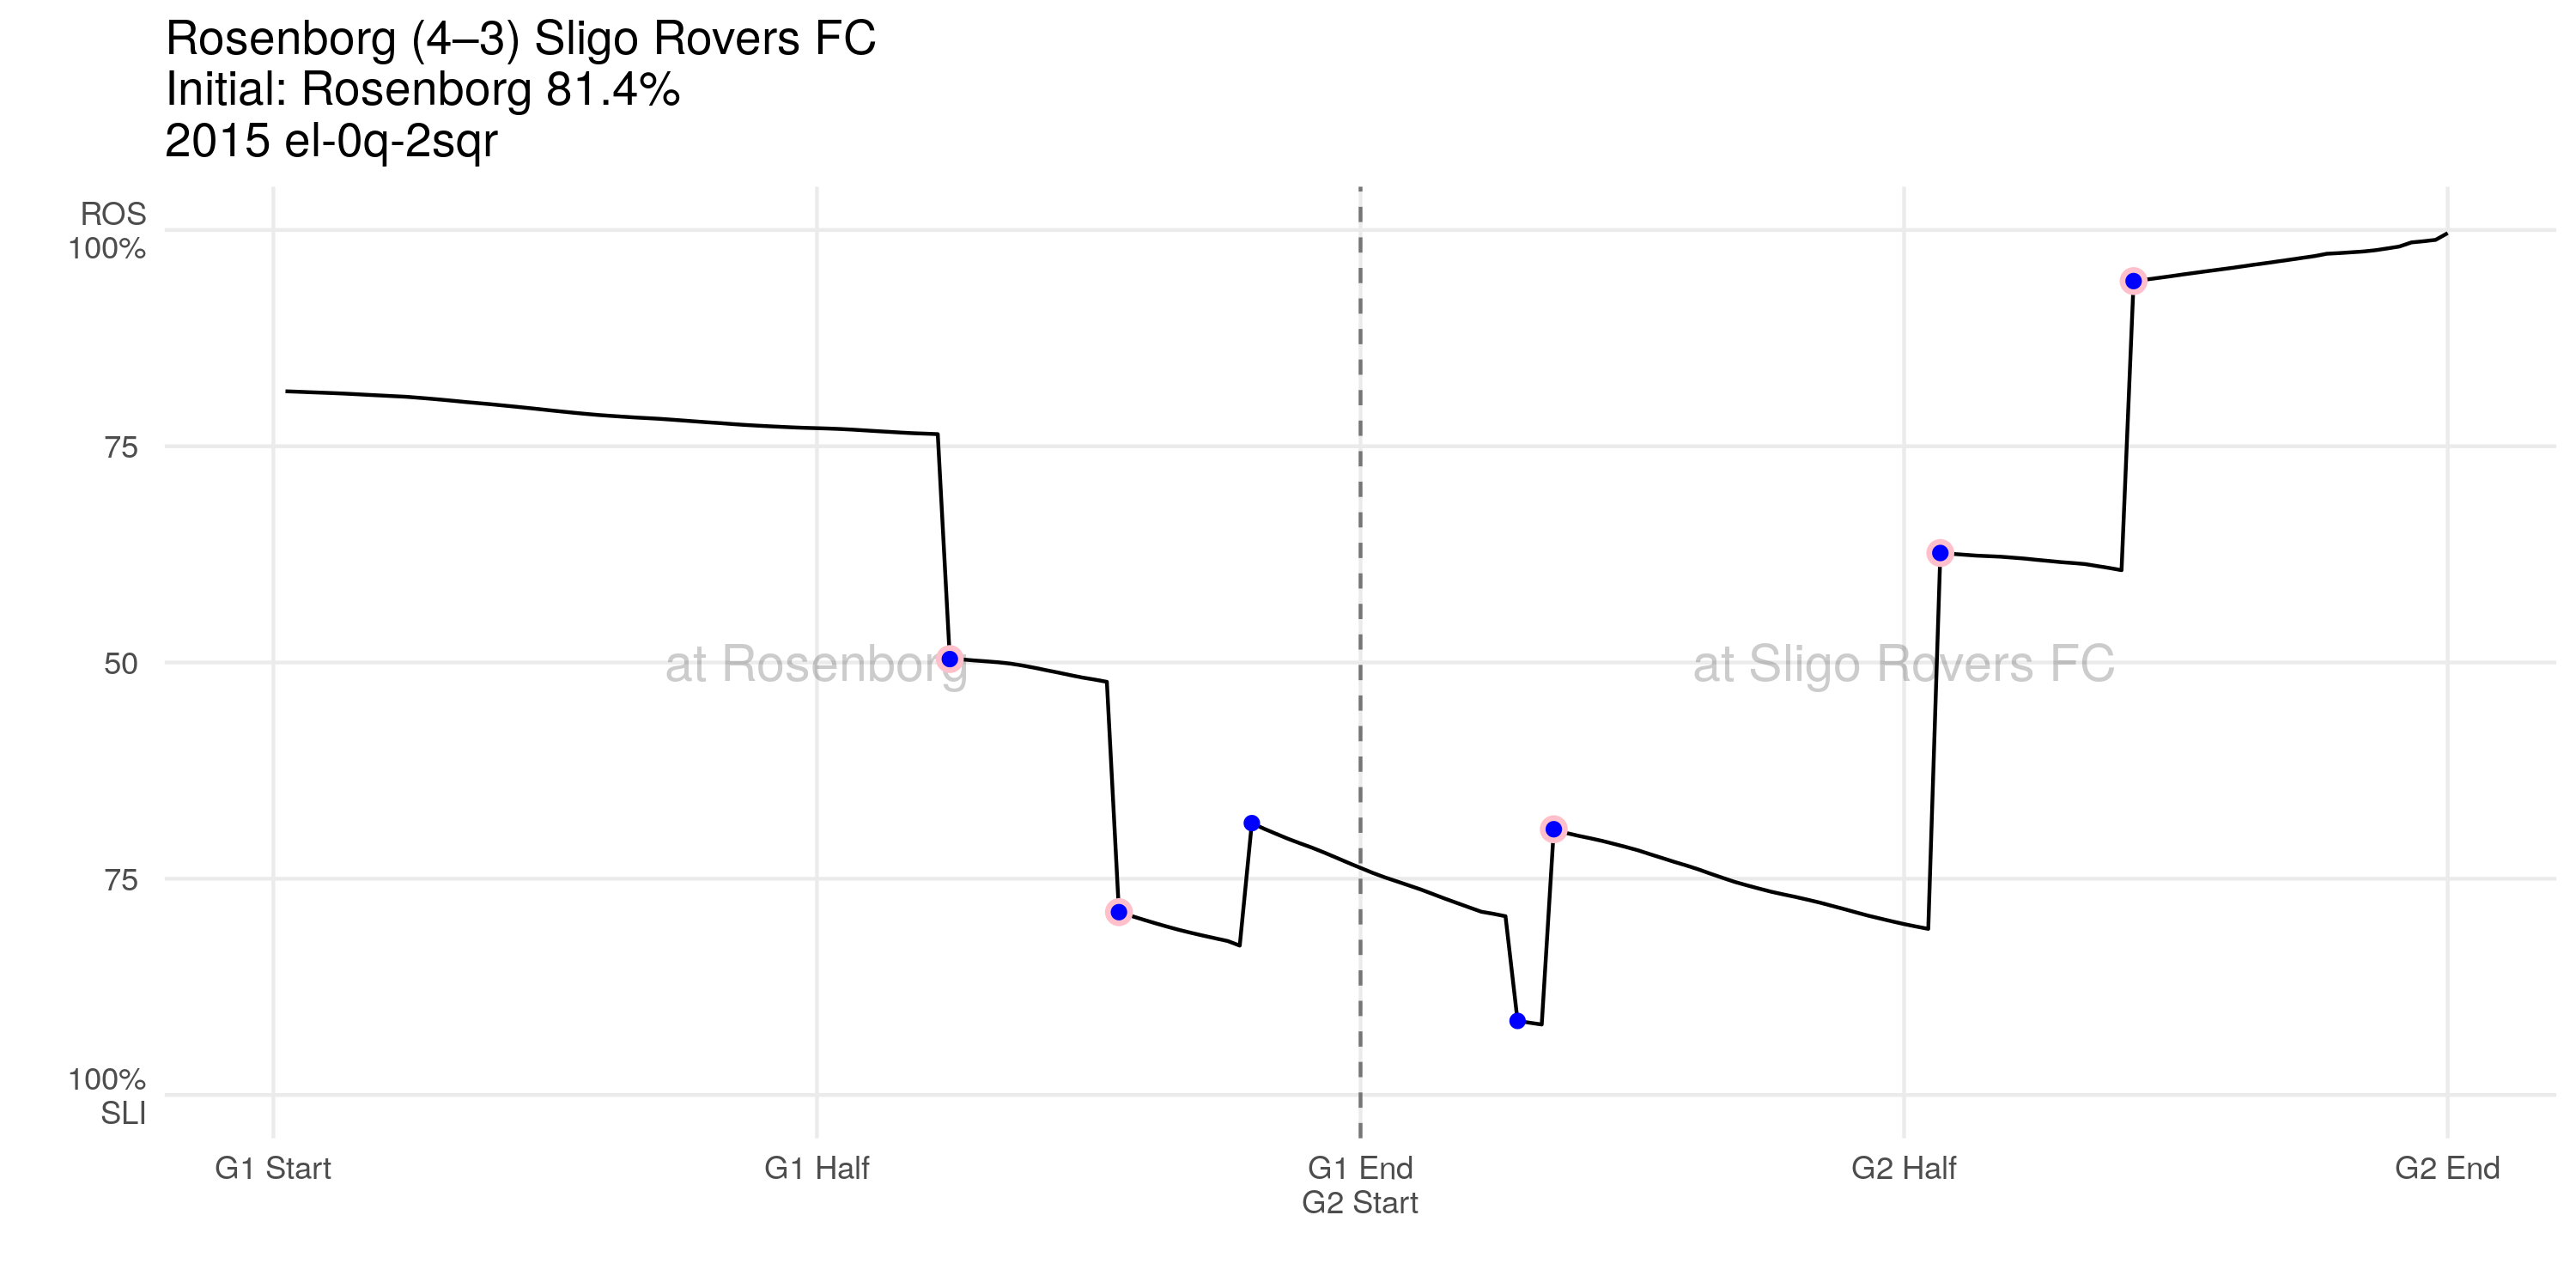 Rosenborg (4–3) Sligo Rovers FC
Initial: Rosenborg 81.4%
2015 el-0q-2sqr
ROS
100%
75
50
75
100%
SLI
at Rosenborg
at Sligo Rovers FC
G1 Start
G1 Half
G1 End
G2 Start
G2 Half
G2 End